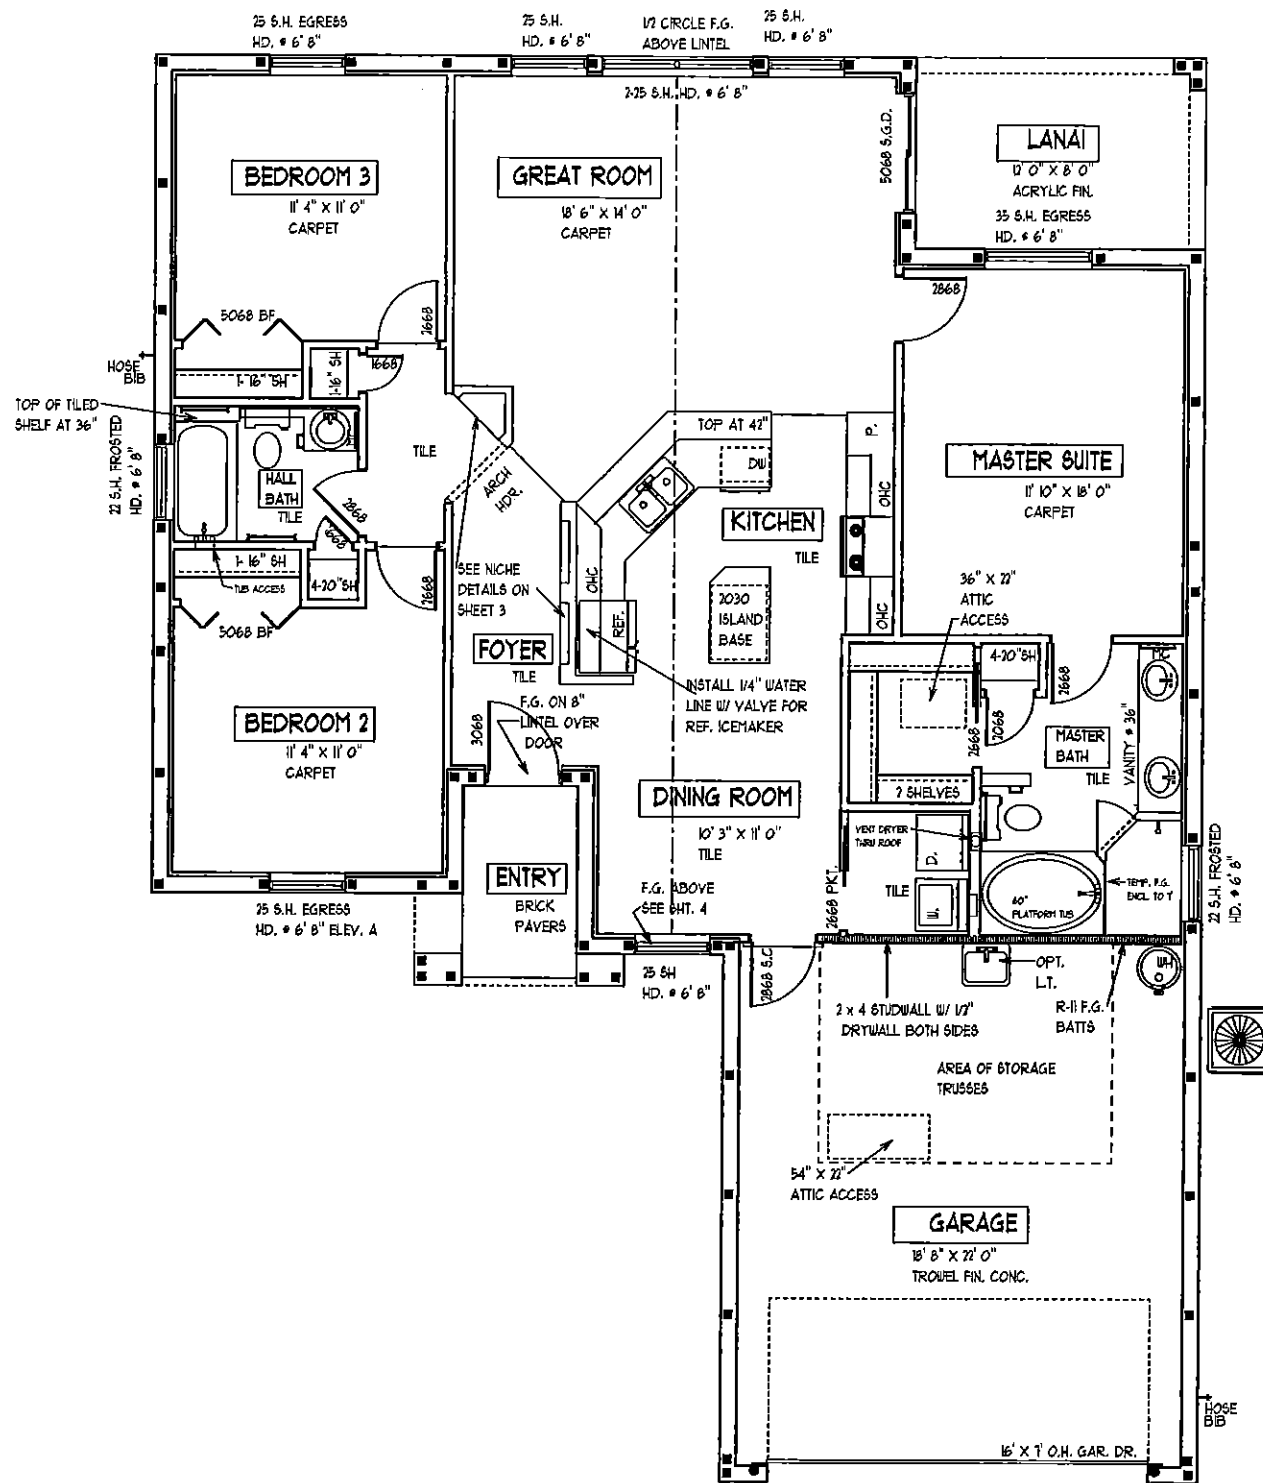 25 S.H. EGRESS
HD. @ 6' 8"
25 S.H.
HD. @ 6' 8"
1/2 CIRCLE F.G.
ABOVE LINTEL
25 S.H.
HD. @ 6' 8"
2-25 S.H. HD. @ 6' 8"
5068 S.G.D.
BEDROOM 3
11' 4" X 11' 0"
CARPET
GREAT ROOM
18' 6" X 14' 0"
CARPET
LANAI
12' 0" X 8' 0"
ACRYLIC FIN.
35 S.H. EGRESS
HD. @ 6' 8"
2868
5068 BF
2668
HOSE
BIB
1-16" SH
1-16" SH
1668
TOP OF TILED
SHELF AT 36"
22 S.H. FROSTED
HD. @ 6' 8"
HALL
BATH
TILE
TILE
2868
1668
ARCH
HDR.
TOP AT 42"
DW
OHC
KITCHEN
TILE
MASTER SUITE
11' 10" X 18' 0"
CARPET
1-16" SH
TUB ACCESS
4-20"SH
2668
5068 BF
SEE NICHE
DETAILS ON
SHEET 3
OHC
REF.
2030
ISLAND
BASE
OHC
36" X 22"
ATTIC
ACCESS
FOYER
TILE
4-20"SH
2668
INSTALL 1/4" WATER
LINE W/ VALVE FOR
REF. ICEMAKER
F.G. ON 8"
LINTEL OVER
DOOR
3068
BEDROOM 2
11' 4" X 11' 0"
CARPET
2668
2068
MASTER
BATH
TILE
VANITY @ 36"
2 SHELVES
DINING ROOM
10' 3" X 11' 0"
TILE
VENT DRYER
THRU ROOF
D.
TILE
W.
2668 PKT.
60"
PLATFORM TUB
TEMP. F.G.
ENCL. TO 7'
22 S.H. FROSTED
HD. @ 6' 8"
ENTRY
BRICK
PAVERS
F.G. ABOVE
SEE SHT. 4
25 S.H. EGRESS
HD. @ 6' 8" ELEV. A
25 SH
HD. @ 6' 8"
2868 S.C.
OPT.
L.T.
WH
2 x 4 STUDWALL W/ 1/2"
DRYWALL BOTH SIDES
R-11 F.G.
BATTS
AREA OF STORAGE
TRUSSES
54" X 22"
ATTIC ACCESS
GARAGE
18' 8" X 22' 0"
TROWEL FIN. CONC.
HOSE
BIB
16' X 7' O.H. GAR. DR.